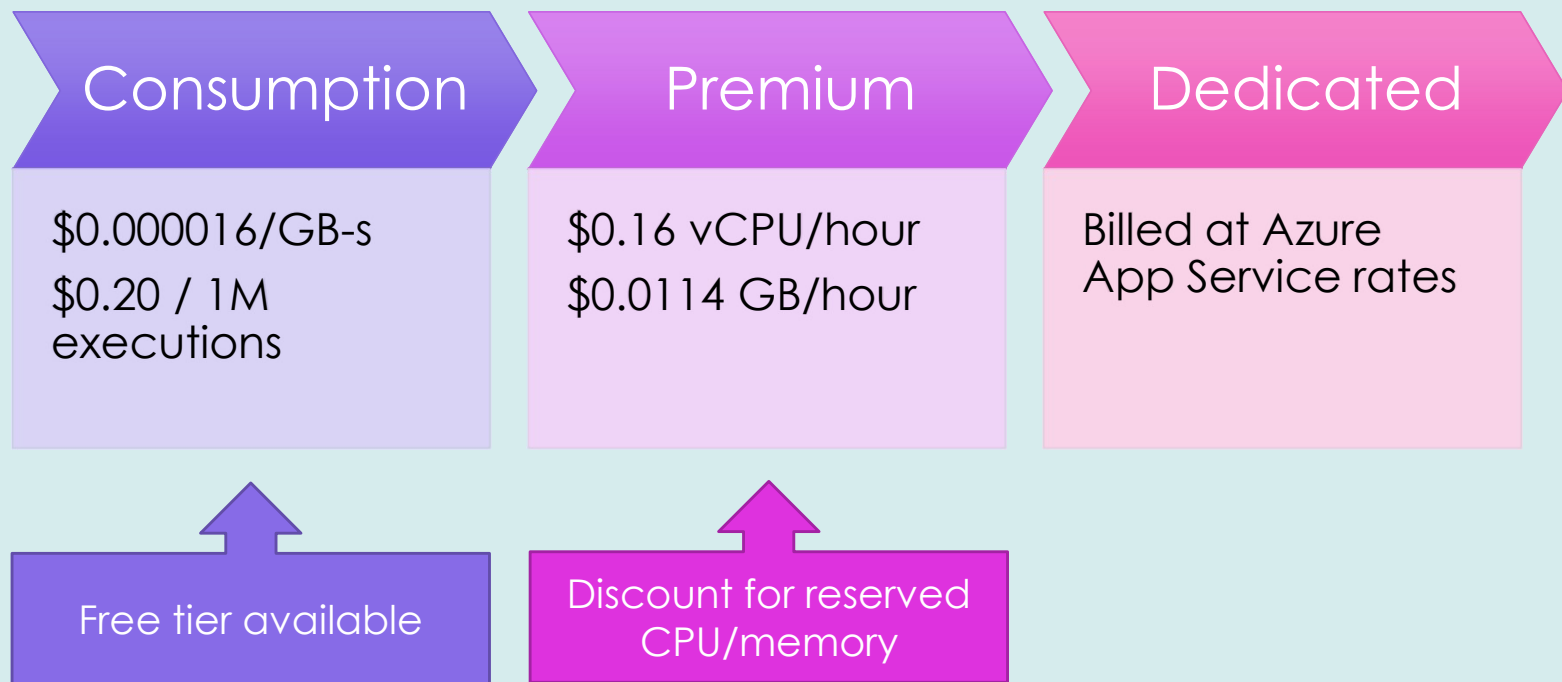 Consumption
$0.000016/GB-s
$0.20 / 1M
executions
Free tier available
Premium
$0.16 vCPU/hour
$0.0114 GB/hour
Discount for reserved
CPU/memory
Dedicated
Billed at Azure
App Service rates